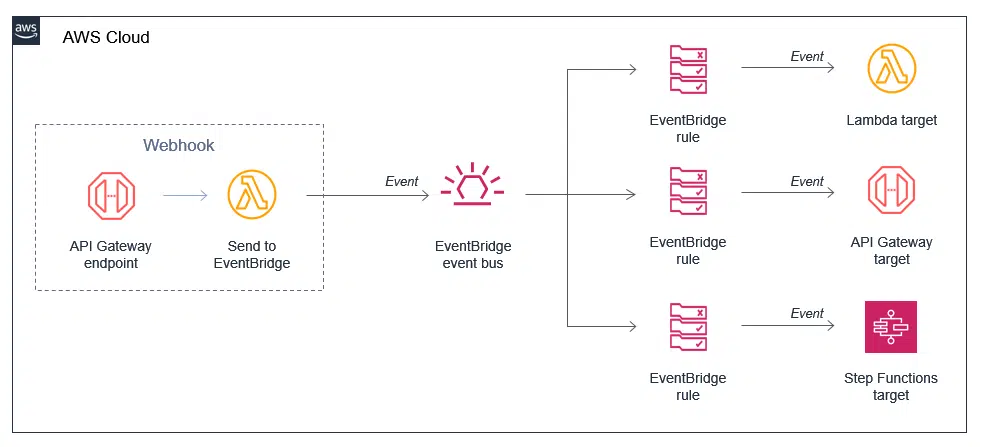 aws
AWS Cloud
Webhook
API Gateway
endpoint
Send to
EventBridge
Event
EventBridge
event bus
EventBridge
rule
Event
Lambda target
EventBridge
rule
Event
API Gateway
target
EventBridge
rule
Event
Step Functions
target